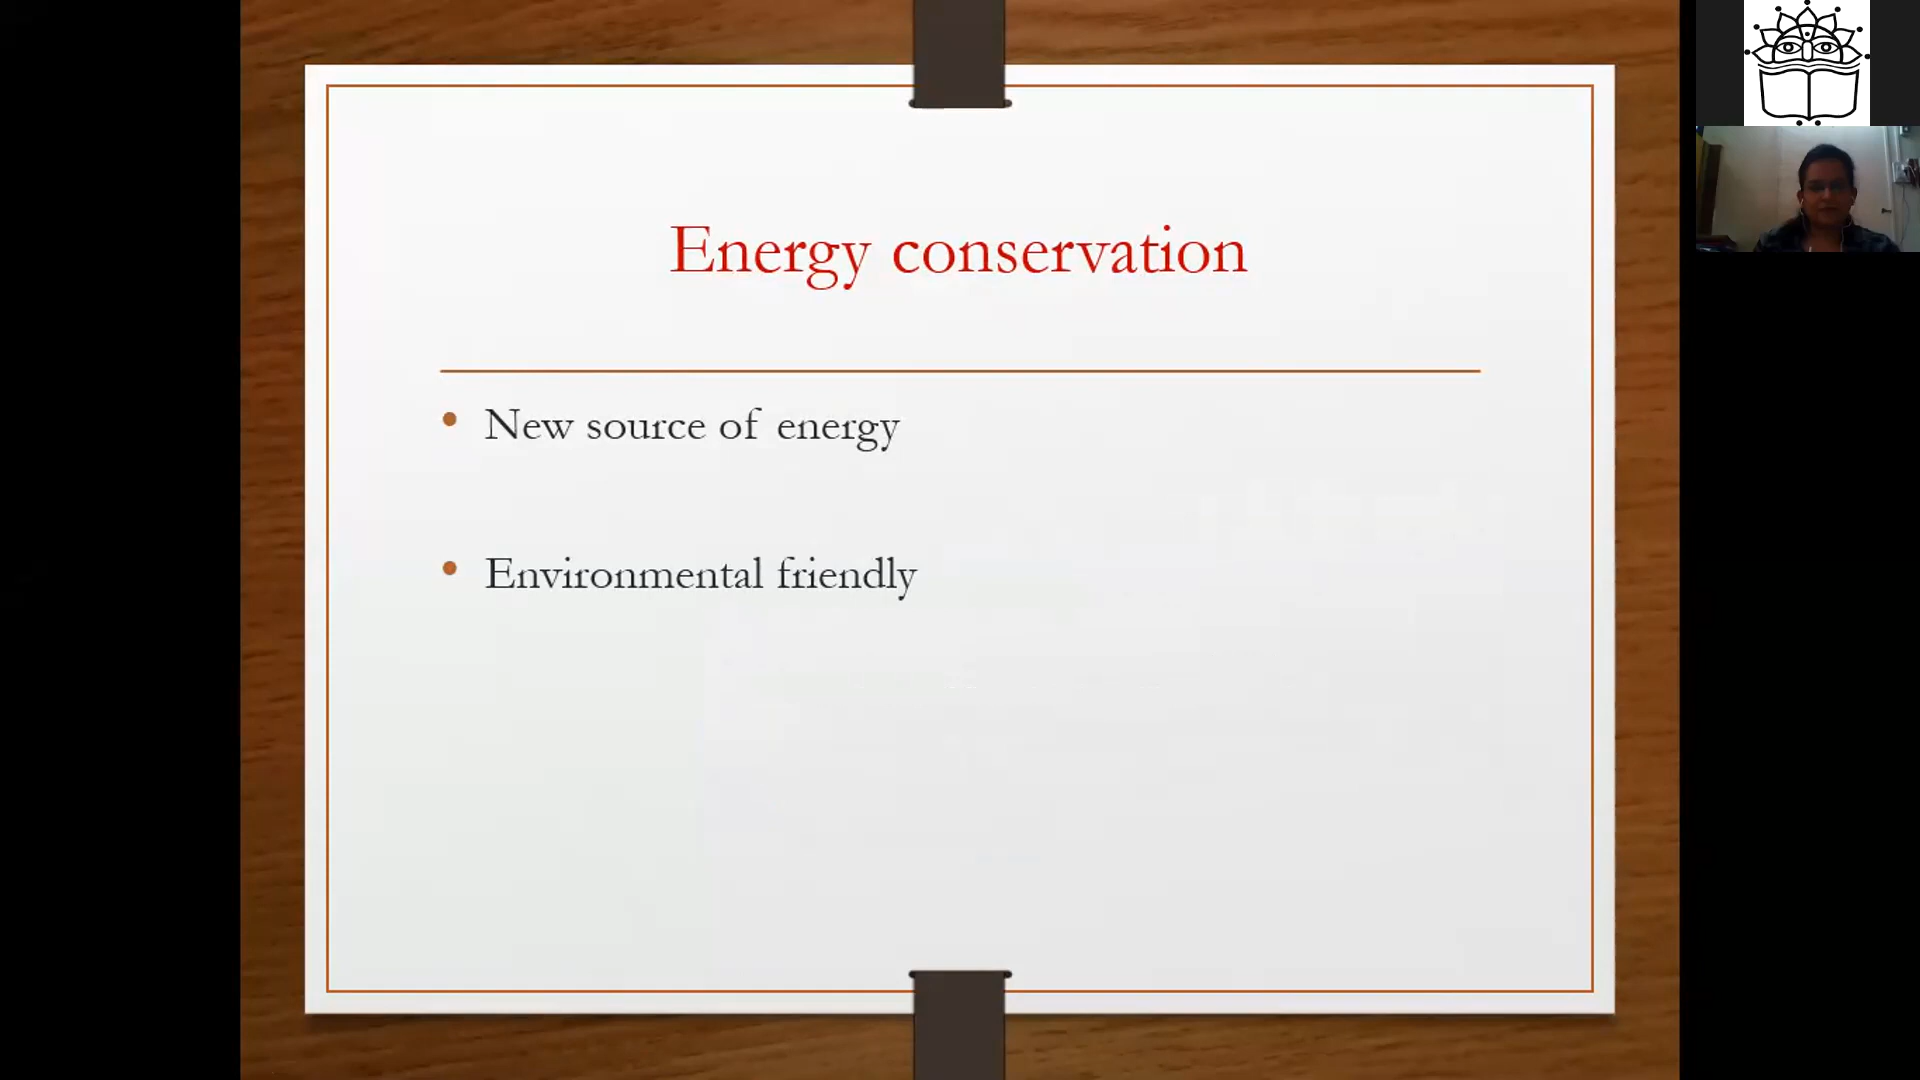 Energy conservation
New source of energy
Environmental friendly